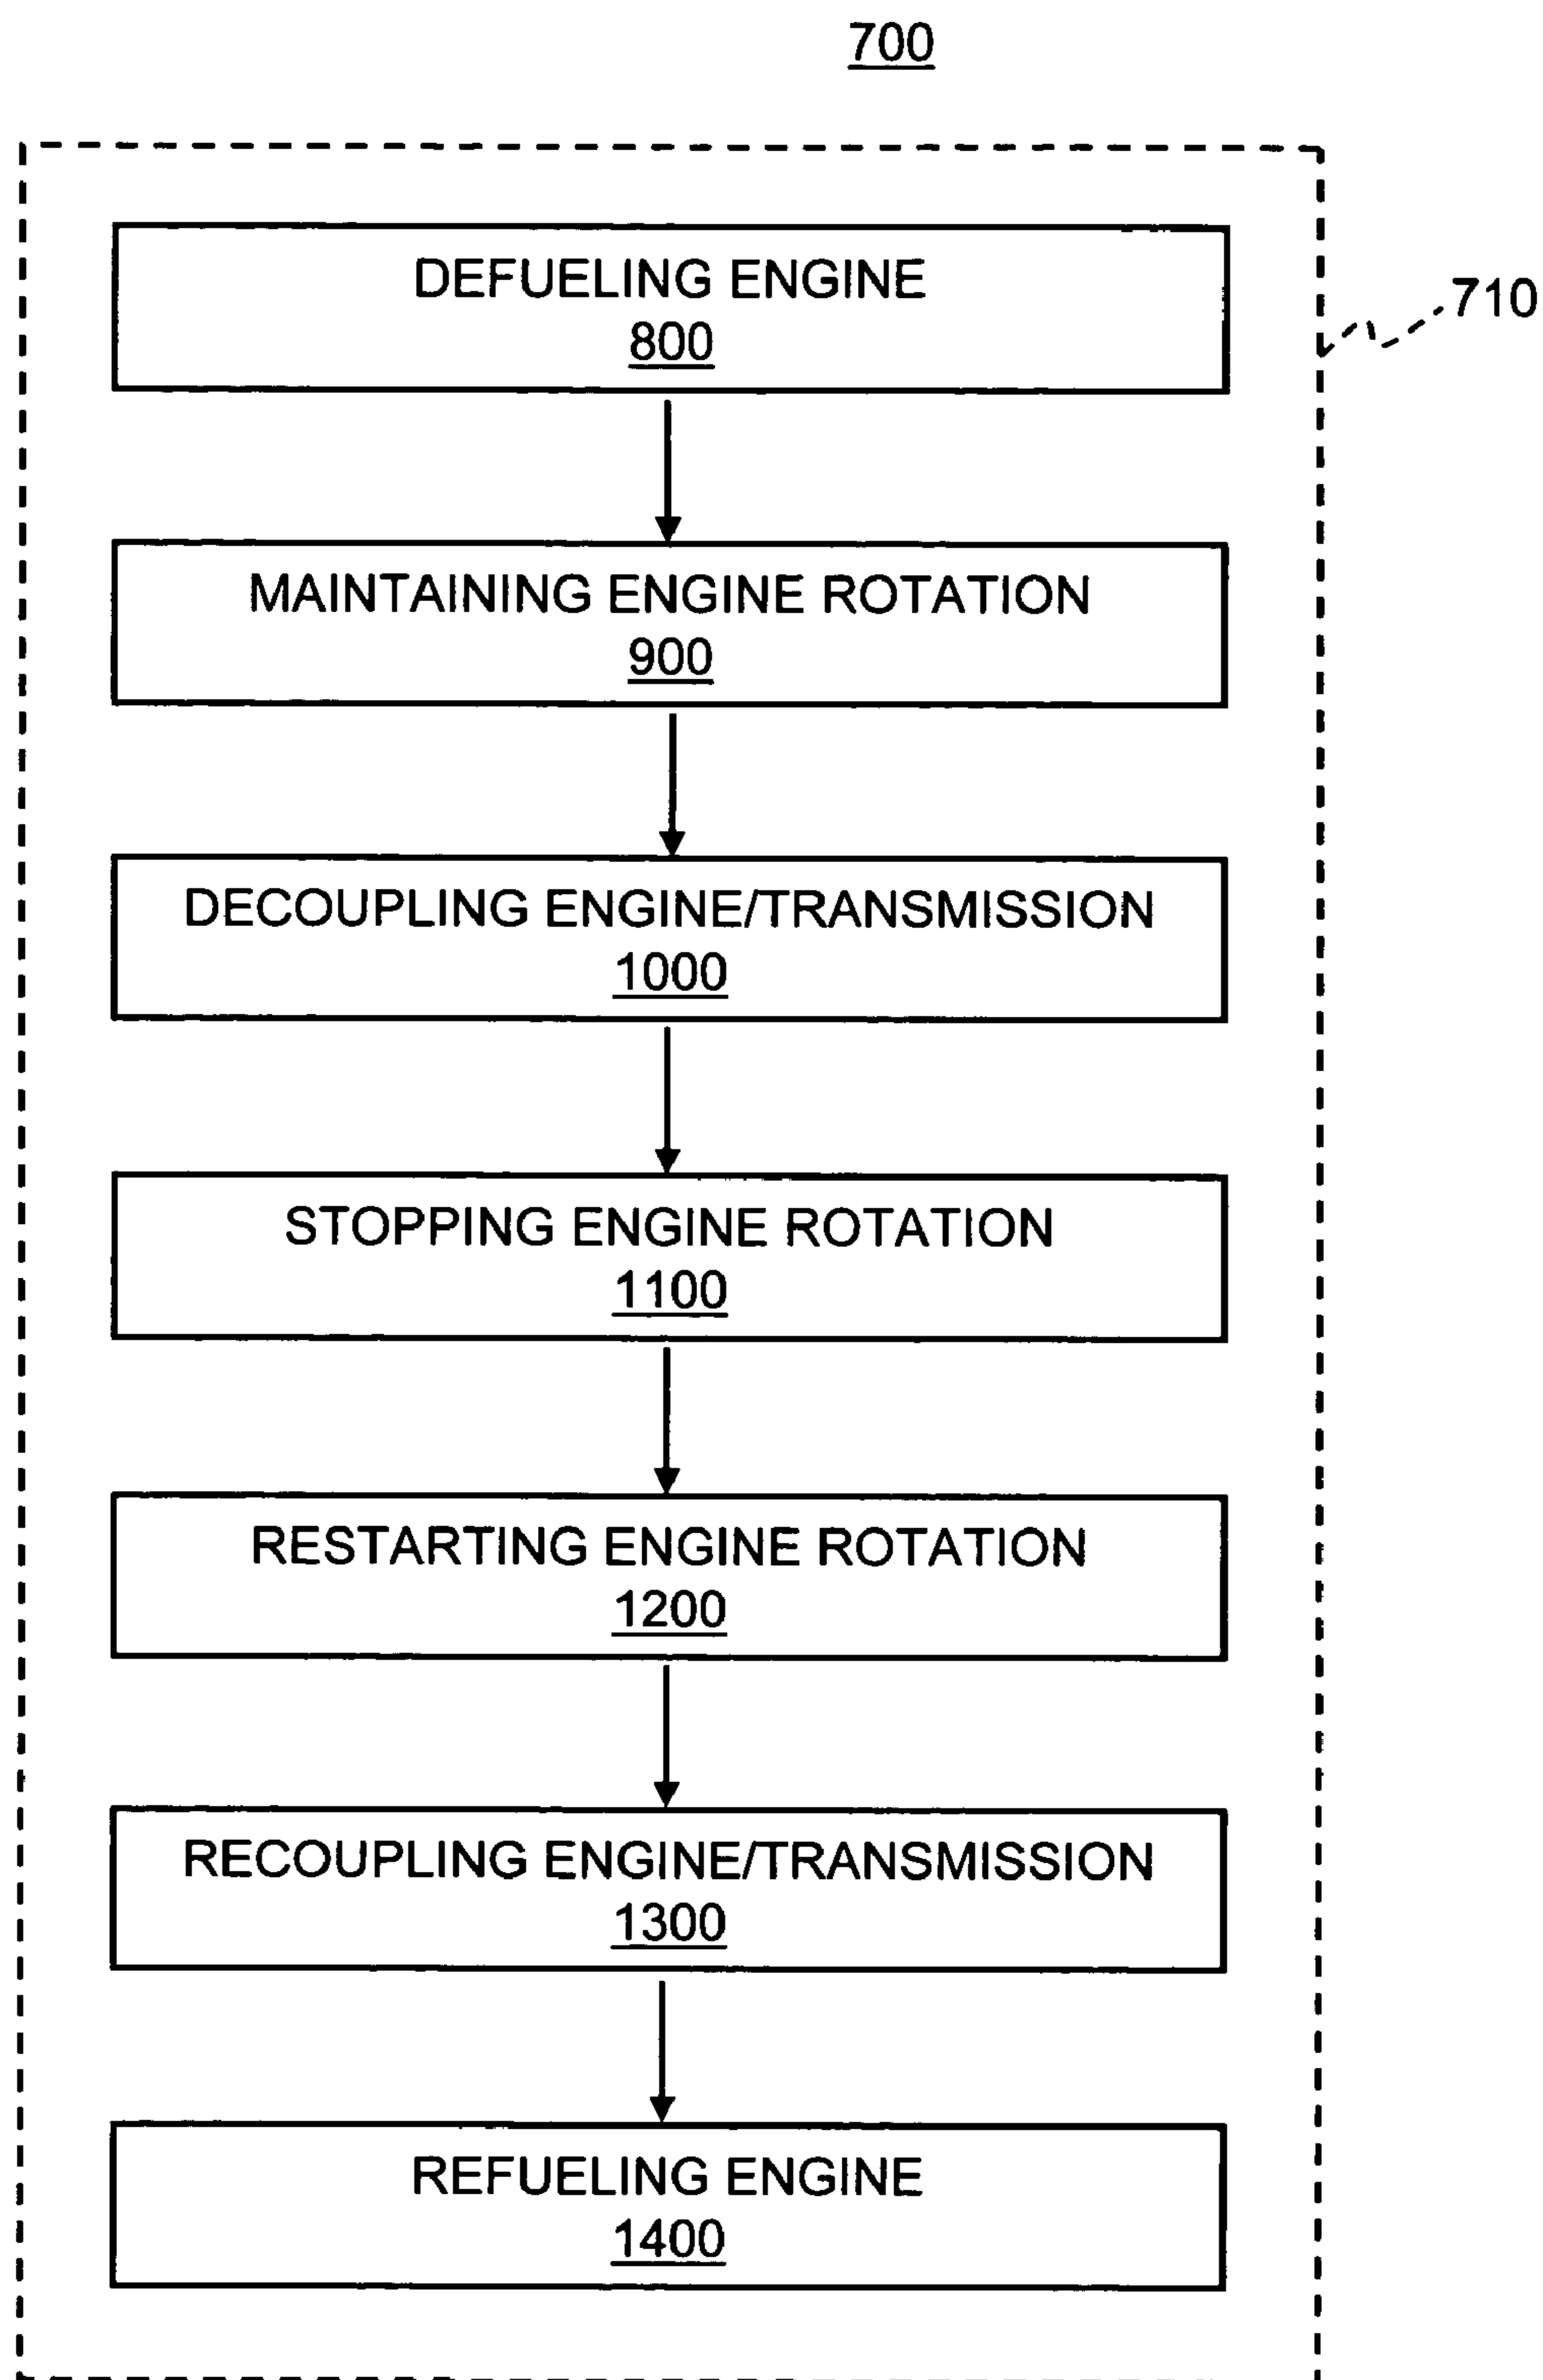 700
DEFUELING ENGINE
800
710
MAINTAINING ENGINE ROTATION
900
DECOUPLING ENGINE/TRANSMISSION
1000
STOPPING ENGINE ROTATION
1100
RESTARTING ENGINE ROTATION
1200
RECOUPLING ENGINE/TRANSMISSION
1300
REFUELING ENGINE
1400